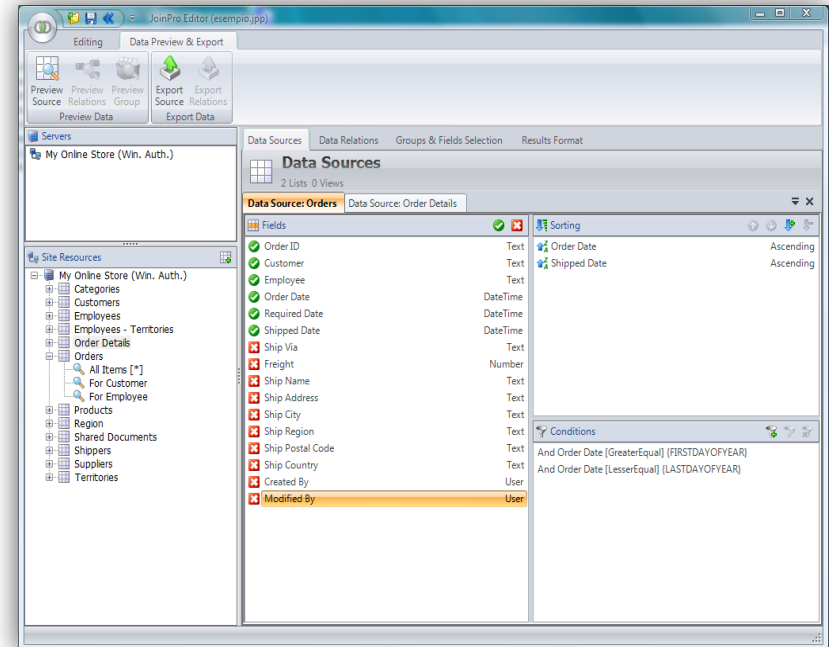 JoinPro Editor (esempio.jpp)
Editing Data Preview & Export
Preview Source
Preview Relations
Preview Group
Export Source
Export Relations
Preview Data
Export Data
Servers
My Online Store (Win. Auth.)
Site Resources
My Online Store (Win. Auth.)
Categories
Customers
Employees
Employees - Territories
Order Details
Orders
All Items [*]
For Customer
For Employee
Products
Region
Shared Documents
Shippers
Suppliers
Territories
Data Sources Data Relations Groups & Fields Selection Results Format
Data Sources
2 Lists 0 Views
Data Source: Orders Data Source: Order Details
Fields
Order ID Text
Customer Text
Employee Text
Order Date DateTime
Required Date DateTime
Shipped Date DateTime
Ship Via Text
Freight Number
Ship Name Text
Ship Address Text
Ship City Text
Ship Region Text
Ship Postal Code Text
Ship Country Text
Created By User
Modified By User
Sorting
Order Date Ascending
Shipped Date Ascending
Conditions
And Order Date [GreaterEqual] {FIRSTDAYOFYEAR}
And Order Date [LesserEqual] {LASTDAYOFYEAR}